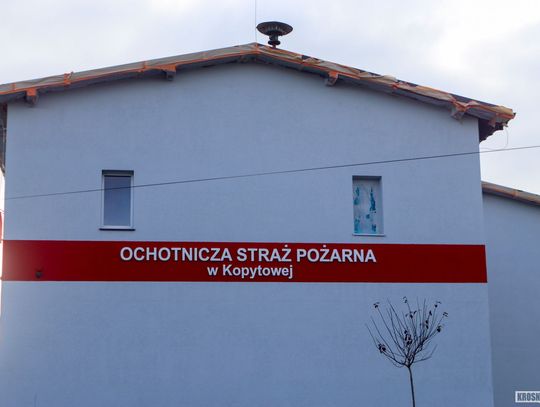 OCHOTNICZA STRAŻ POŻARNA
w Kopytowej